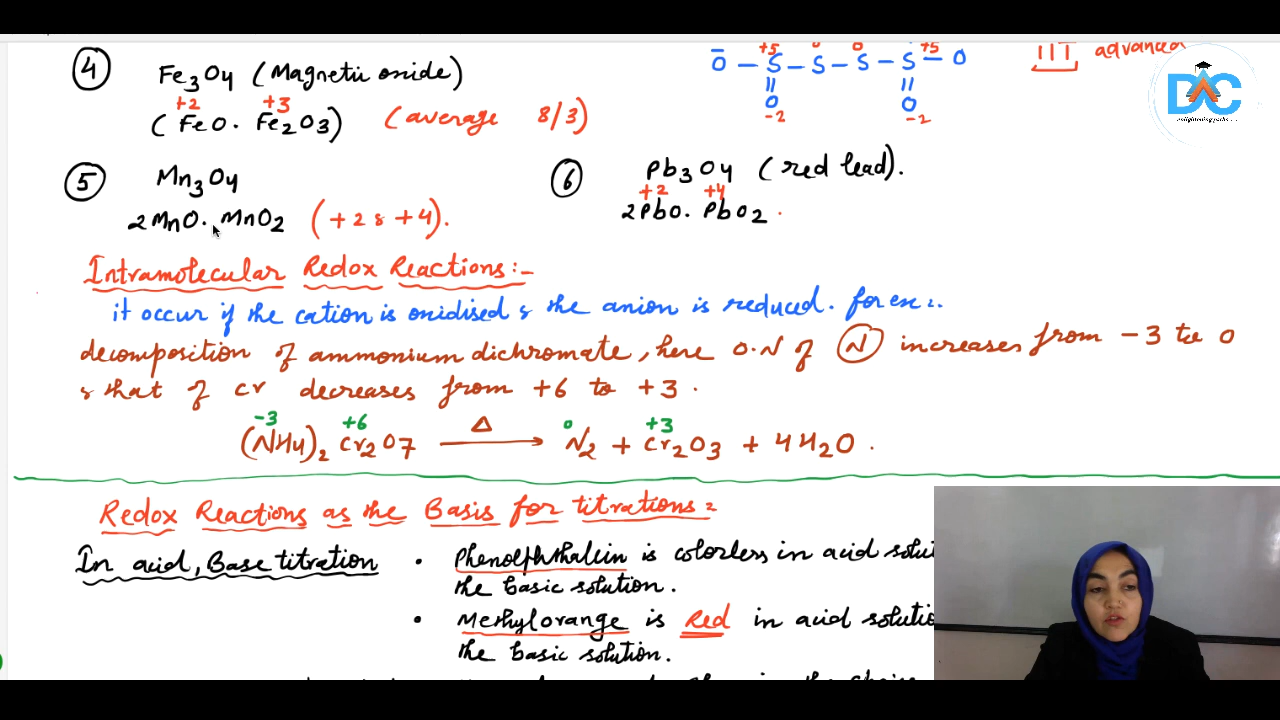 ④ Fe3O4 (Magnetic oxide)
+2 +3
(FeO. Fe2O3) (average 8/3)
+5 0 0 +5
O – S – S – S – S – O
O O
-2 -2
IIT advanced
DAC
⑤ Mn3O4
2MnO. MnO2 (+2 & +4).
⑥ Pb3O4 (red lead).
+2 +4
2PbO. PbO2 .
Intramolecular Redox Reactions:-
it occur if the cation is oxidised & the anion is reduced. for ex:.
decomposition of ammonium dichromate, here O.N of N increases from -3 to 0
& that of cr decreases from +6 to +3.
-3 +6 Δ 0 +3
(NH4)2 Cr2O7 → N2 + Cr2O3 + 4H2O.
Redox Reactions as the Basis for titrations:
In acid, Base titration • Phenolphthalein is colorless in acid solut
the basic solution.
• Methylorange is Red in acid solutio
the basic solution.